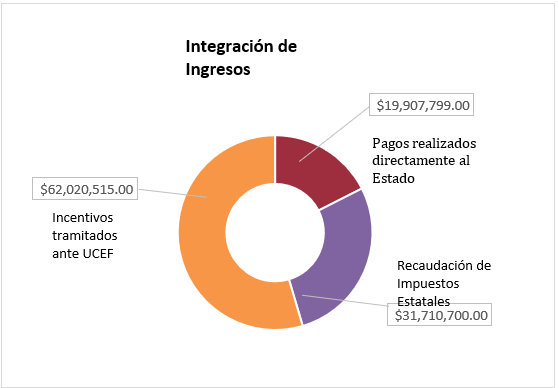 Integración de
Ingresos
$19,907,799.00
Pagos realizados
directamente al
Estado
$62,020,515.00
Incentivos
tramitados
ante UCEF
Recaudación de
Impuestos
Estatales
$31,710,700.00